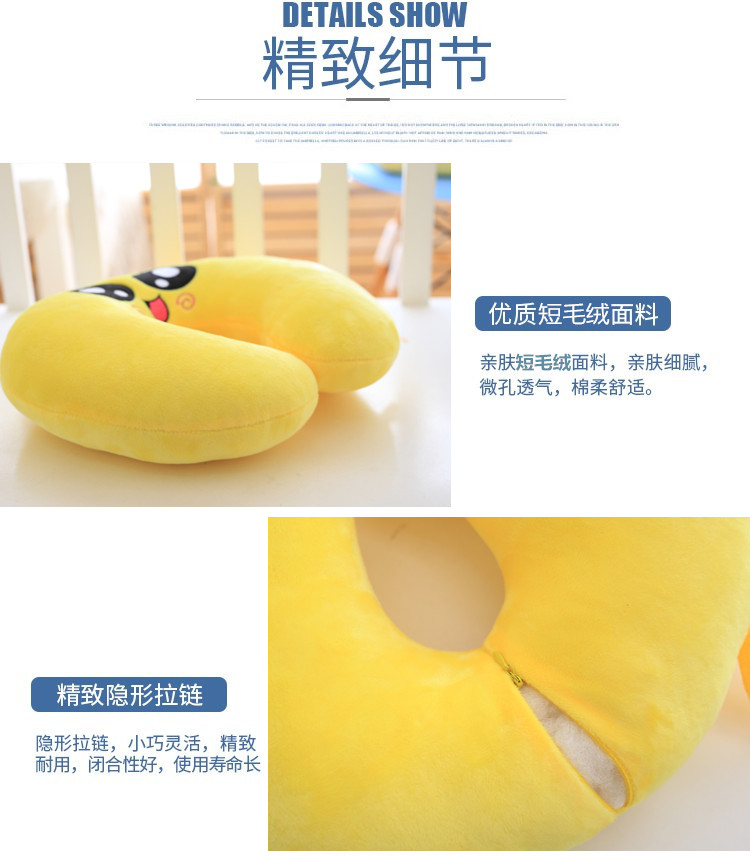 DETAILS SHOW
精致细节
优质短毛绒面料
亲肤短毛绒面料，亲肤细腻，
微孔透气，棉柔舒适。
精致隐形拉链
隐形拉链，小巧灵活，精致
耐用，闭合性好，使用寿命长